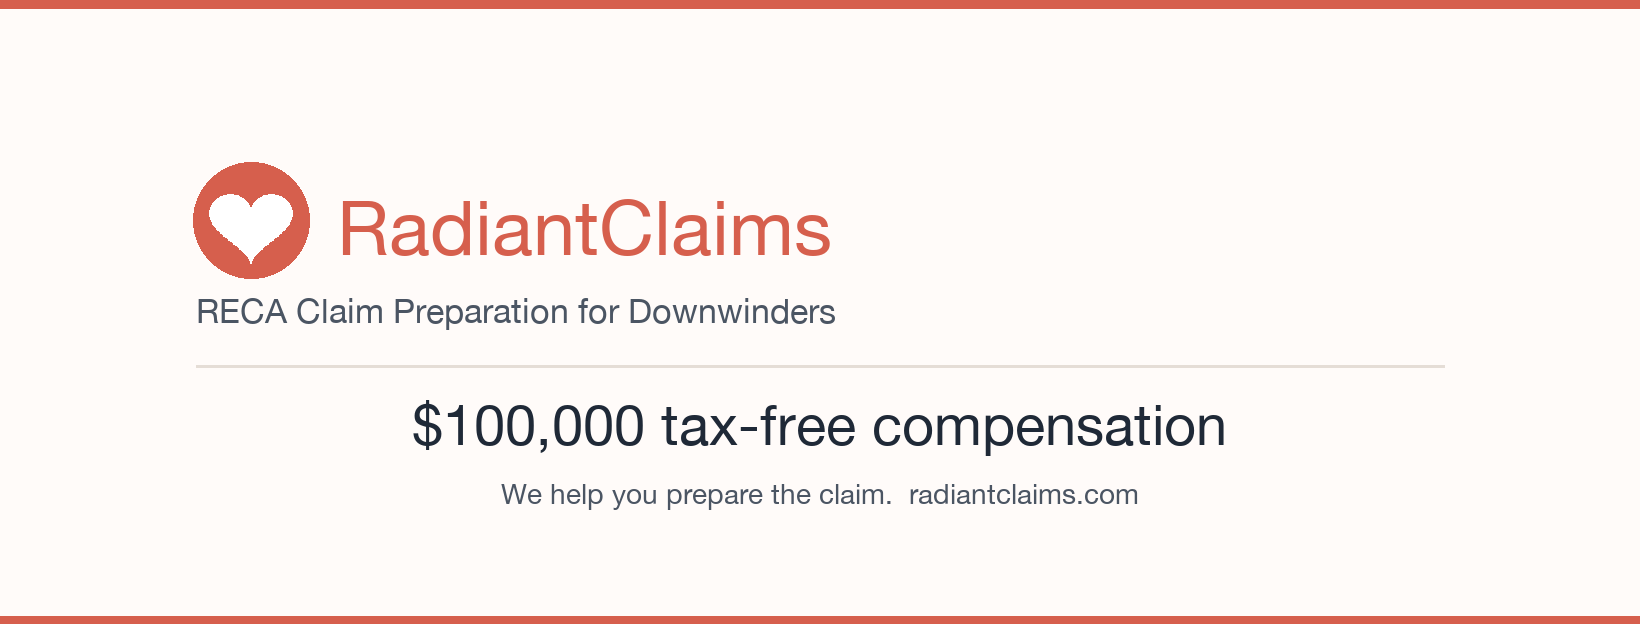 RadiantClaims
RECA Claim Preparation for Downwinders
$100,000 tax-free compensation
We help you prepare the claim.  radiantclaims.com